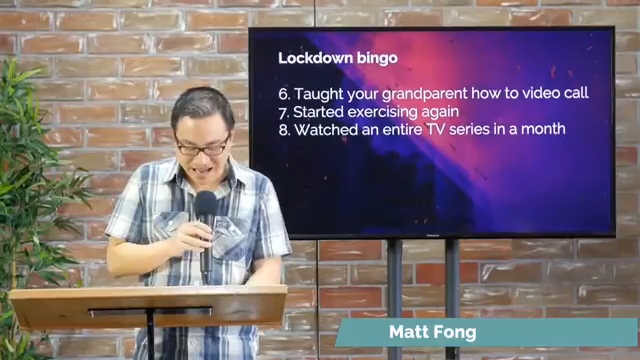 Lockdown bingo
6. Taught your grandparent how to video call
7. Started exercising again
8. Watched an entire TV series in a month
Matt Fong